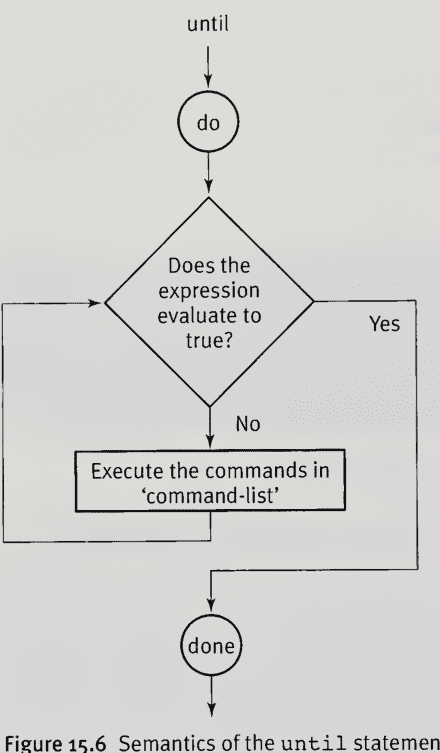 until
do
Does the
expression
evaluate to
true?
Yes
No
Execute the commands in
‘command-list’
done
Figure 15.6 Semantics of the until statemen